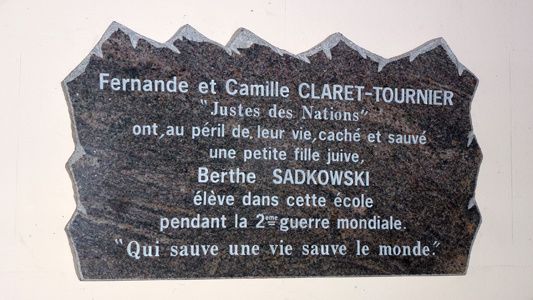 Fernande et Camille CLARET-TOURNIER
"Justes des Nations"
ont, au péril de leur vie, caché et sauvé
une petite fille juive,
Berthe SADKOWSKI
élève dans cette école
pendant la 2ème guerre mondiale.
"Qui sauve une vie sauve le monde."